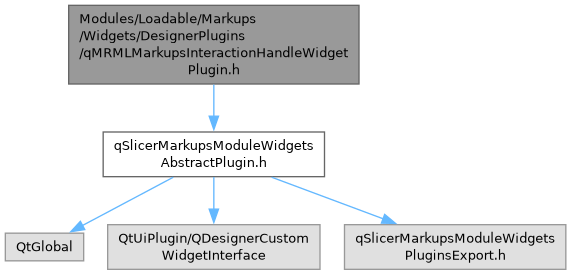 Modules/Loadable/Markups
/Widgets/DesignerPlugins
/qMRMLMarkupsInteractionHandleWidget
Plugin.h
qSlicerMarkupsModuleWidgets
AbstractPlugin.h
QtGlobal
QtUiPlugin/QDesignerCustom
WidgetInterface
qSlicerMarkupsModuleWidgets
PluginsExport.h